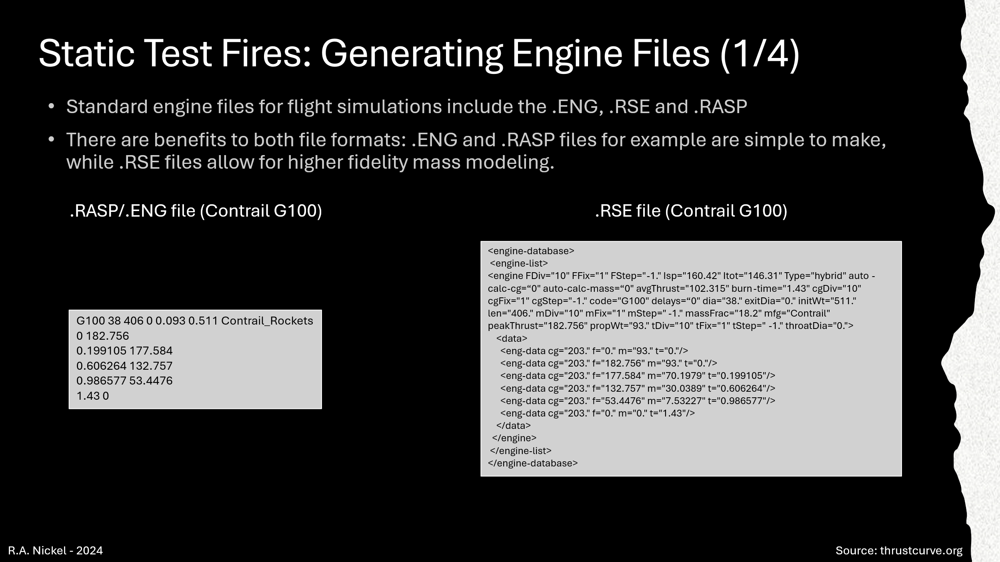 Static Test Fires: Generating Engine Files (1/4)
• Standard engine files for flight simulations include the .ENG, .RSE and .RASP
• There are benefits to both file formats: .ENG and .RASP files for example are simple to make,
while .RSE files allow for higher fidelity mass modeling.
.RASP/.ENG file (Contrail G100)
G100 38 406 0 0.093 0.511 Contrail_Rockets
0 182.756
0.199105 177.584
0.606264 132.757
0.986577 53.4476
1.43 0
.RSE file (Contrail G100)
<engine-database>
<engine-list>
<engine FDiv="10" FFix="1" FStep="-1." Isp="160.42" Itot="146.31" Type="hybrid" auto -
calc-cg=“0" auto-calc-mass=“0" avgThrust="102.315" burn-time="1.43" cgDiv="10"
cgFix="1" cgStep="-1." code="G100" delays=“0" dia="38." exitDia="0." initWt="511."
len="406." mDiv="10" mFix="1" mStep=" -1." massFrac="18.2" mfg="Contrail"
peakThrust="182.756" propWt="93." tDiv="10" tFix="1" tStep=" -1." throatDia="0.">
<data>
<eng-data cg="203." f="0." m="93." t="0."/>
<eng-data cg="203." f="182.756" m="93." t="0."/>
<eng-data cg="203." f="177.584" m="70.1979" t="0.199105"/>
<eng-data cg="203." f="132.757" m="30.0389" t="0.606264"/>
<eng-data cg="203." f="53.4476" m="7.53227" t="0.986577"/>
<eng-data cg="203." f="0." m="0." t="1.43"/>
</data>
</engine>
</engine-list>
</engine-database>
R.A. Nickel - 2024
Source: thrustcurve.org